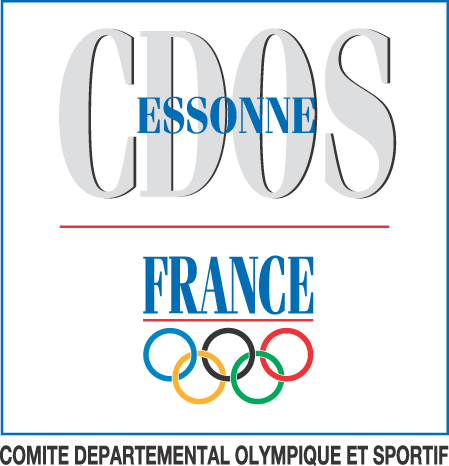 CDOS
ESSONNE
FRANCE
COMITE DEPARTEMENTAL OLYMPIQUE ET SPORTIF